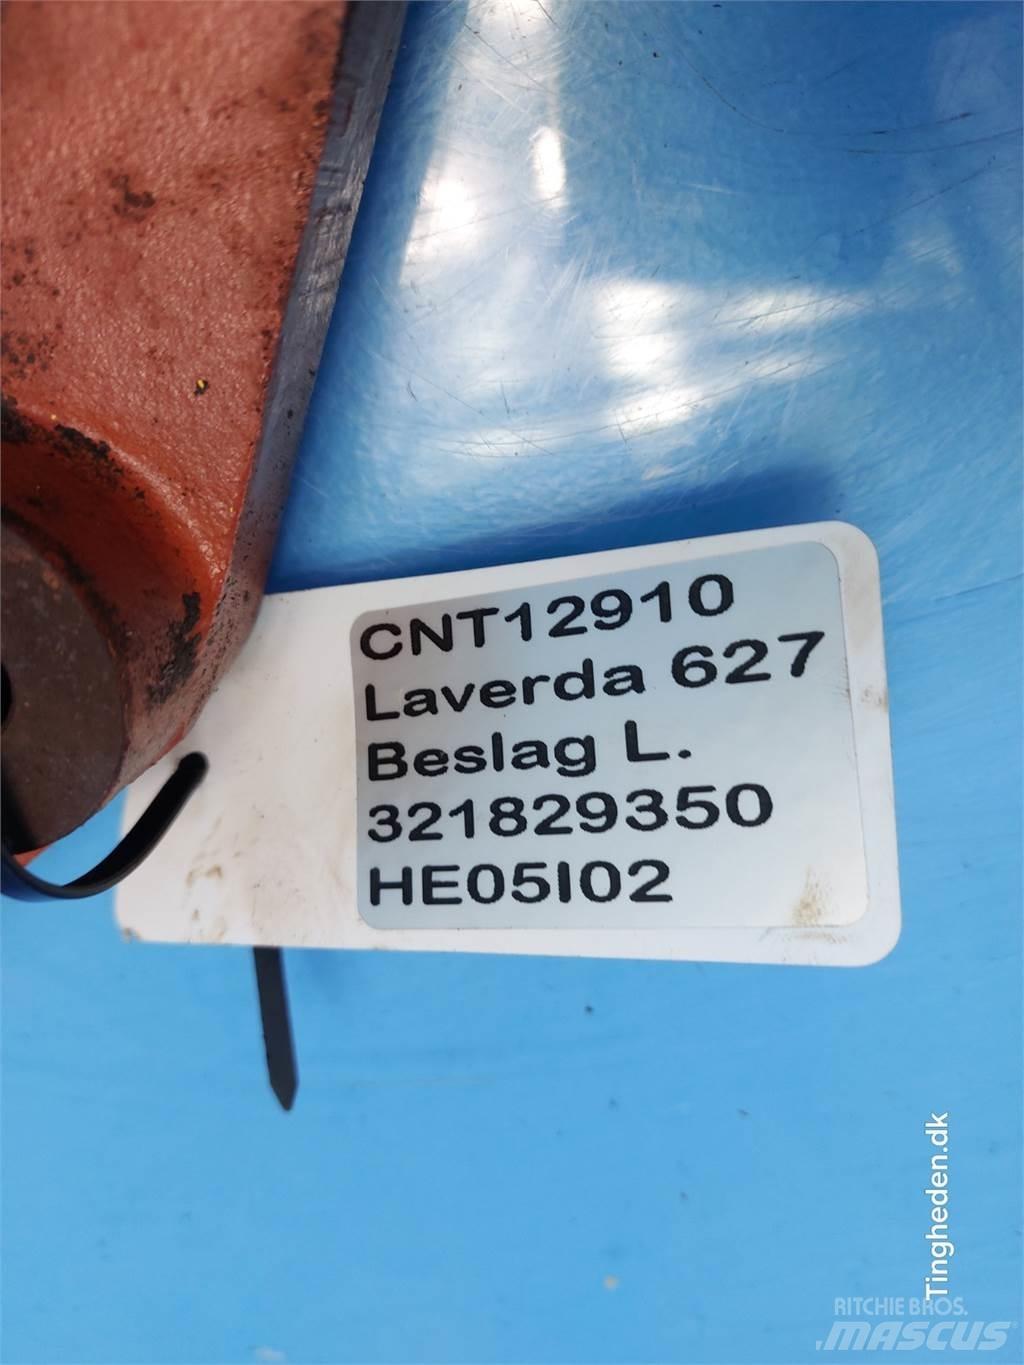 CNT12910
Laverda 627
Beslag L.
321829350
HE05I02
Tingheden.dk
RITCHIE BROS.
MASCUS